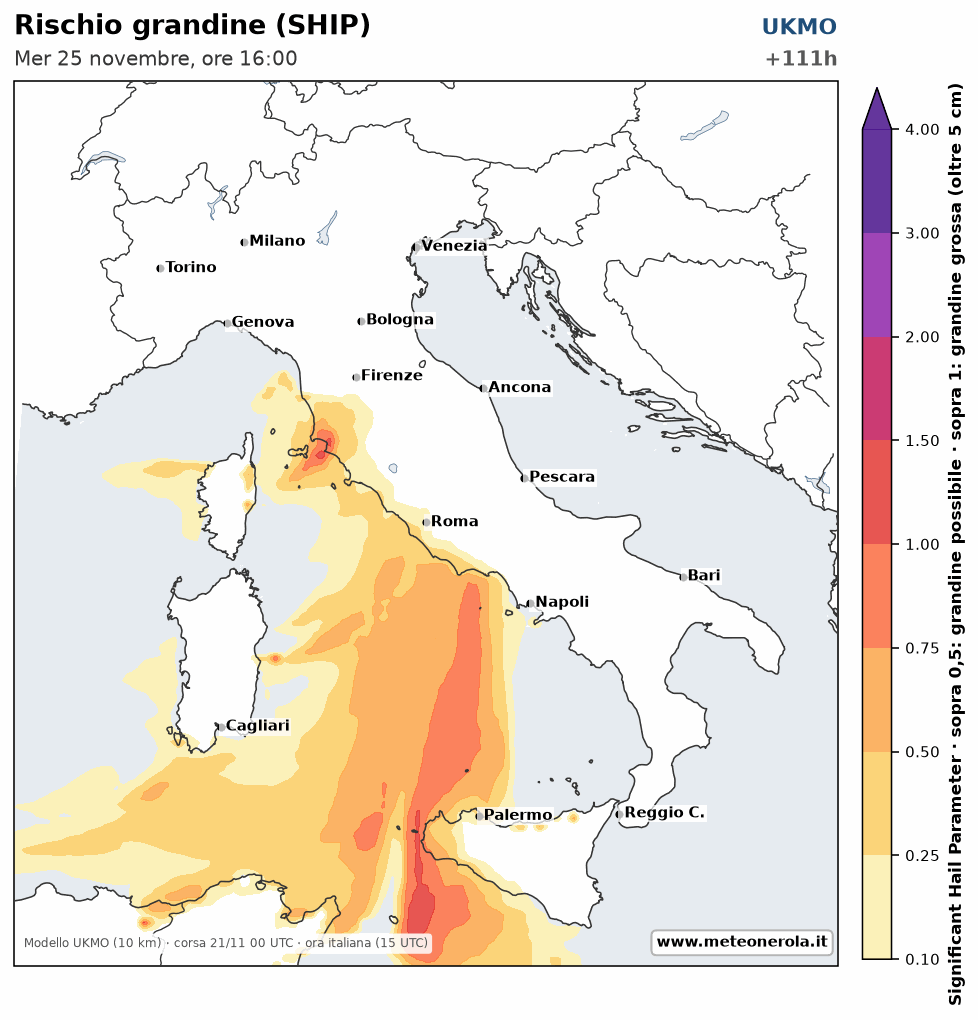 Rischio grandine (SHIP)
UKMO
Mer 25 novembre, ore 16:00
+111h
Milano
Venezia
Torino
Genova
Bologna
Firenze
Ancona
Pescara
Roma
Bari
Napoli
Cagliari
Palermo
Reggio C.
Modello UKMO (10 km) · corsa 21/11 00 UTC · ora italiana (15 UTC)
www.meteonerola.it
4.00
3.00
2.00
1.50
1.00
0.75
0.50
0.25
0.10
Significant Hail Parameter · sopra 0,5: grandine possibile · sopra 1: grandine grossa (oltre 5 cm)